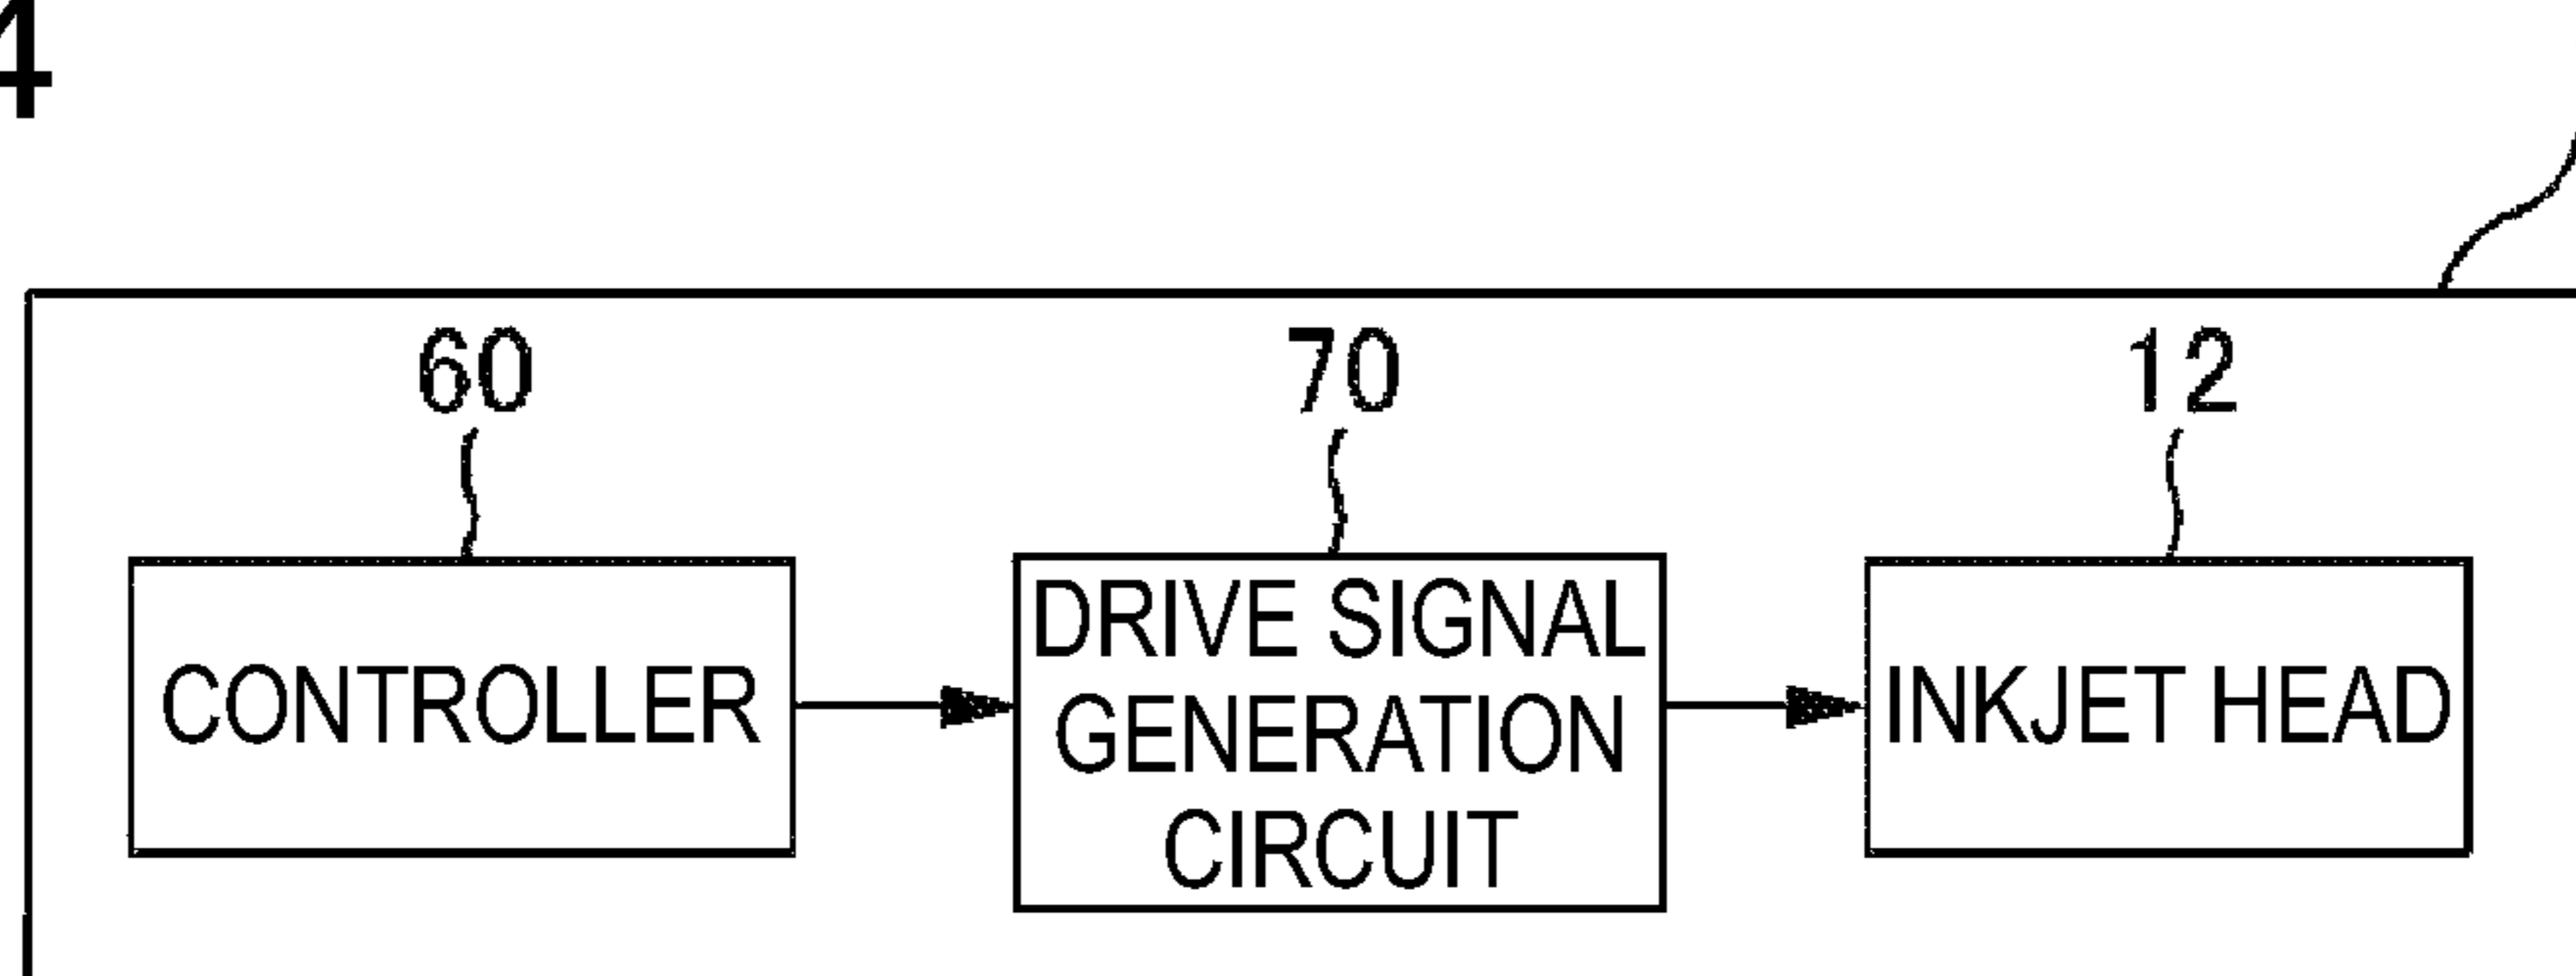 4
60 70 12
CONTROLLER
DRIVE SIGNAL
GENERATION
CIRCUIT
INKJET HEAD